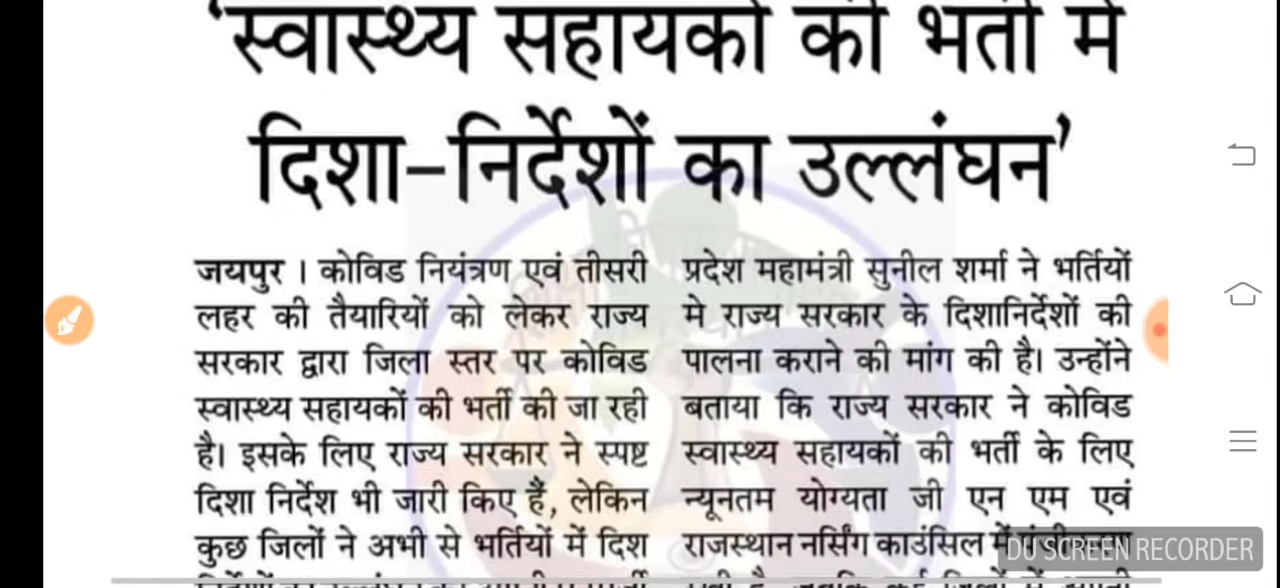 'स्वास्थ्य सहायकों की भर्ती में
दिशा-निर्देशों का उल्लंघन'
जयपुर । कोविड नियंत्रण एवं तीसरी
लहर की तैयारियों को लेकर राज्य
सरकार द्वारा जिला स्तर पर कोविड
स्वास्थ्य सहायकों की भर्ती की जा रही
है। इसके लिए राज्य सरकार ने स्पष्ट
दिशा निर्देश भी जारी किए हैं, लेकिन
कुछ जिलों ने अभी से भर्तियों में दिश
प्रदेश महामंत्री सुनील शर्मा ने भर्तियों
मे राज्य सरकार के दिशानिर्देशों की
पालना कराने की मांग की है। उन्होंने
बताया कि राज्य सरकार ने कोविड
स्वास्थ्य सहायकों की भर्ती के लिए
न्यूनतम योग्यता जी एन एम एवं
राजस्थान नर्सिंग काउंसिल में
DU SCREEN RECORDER